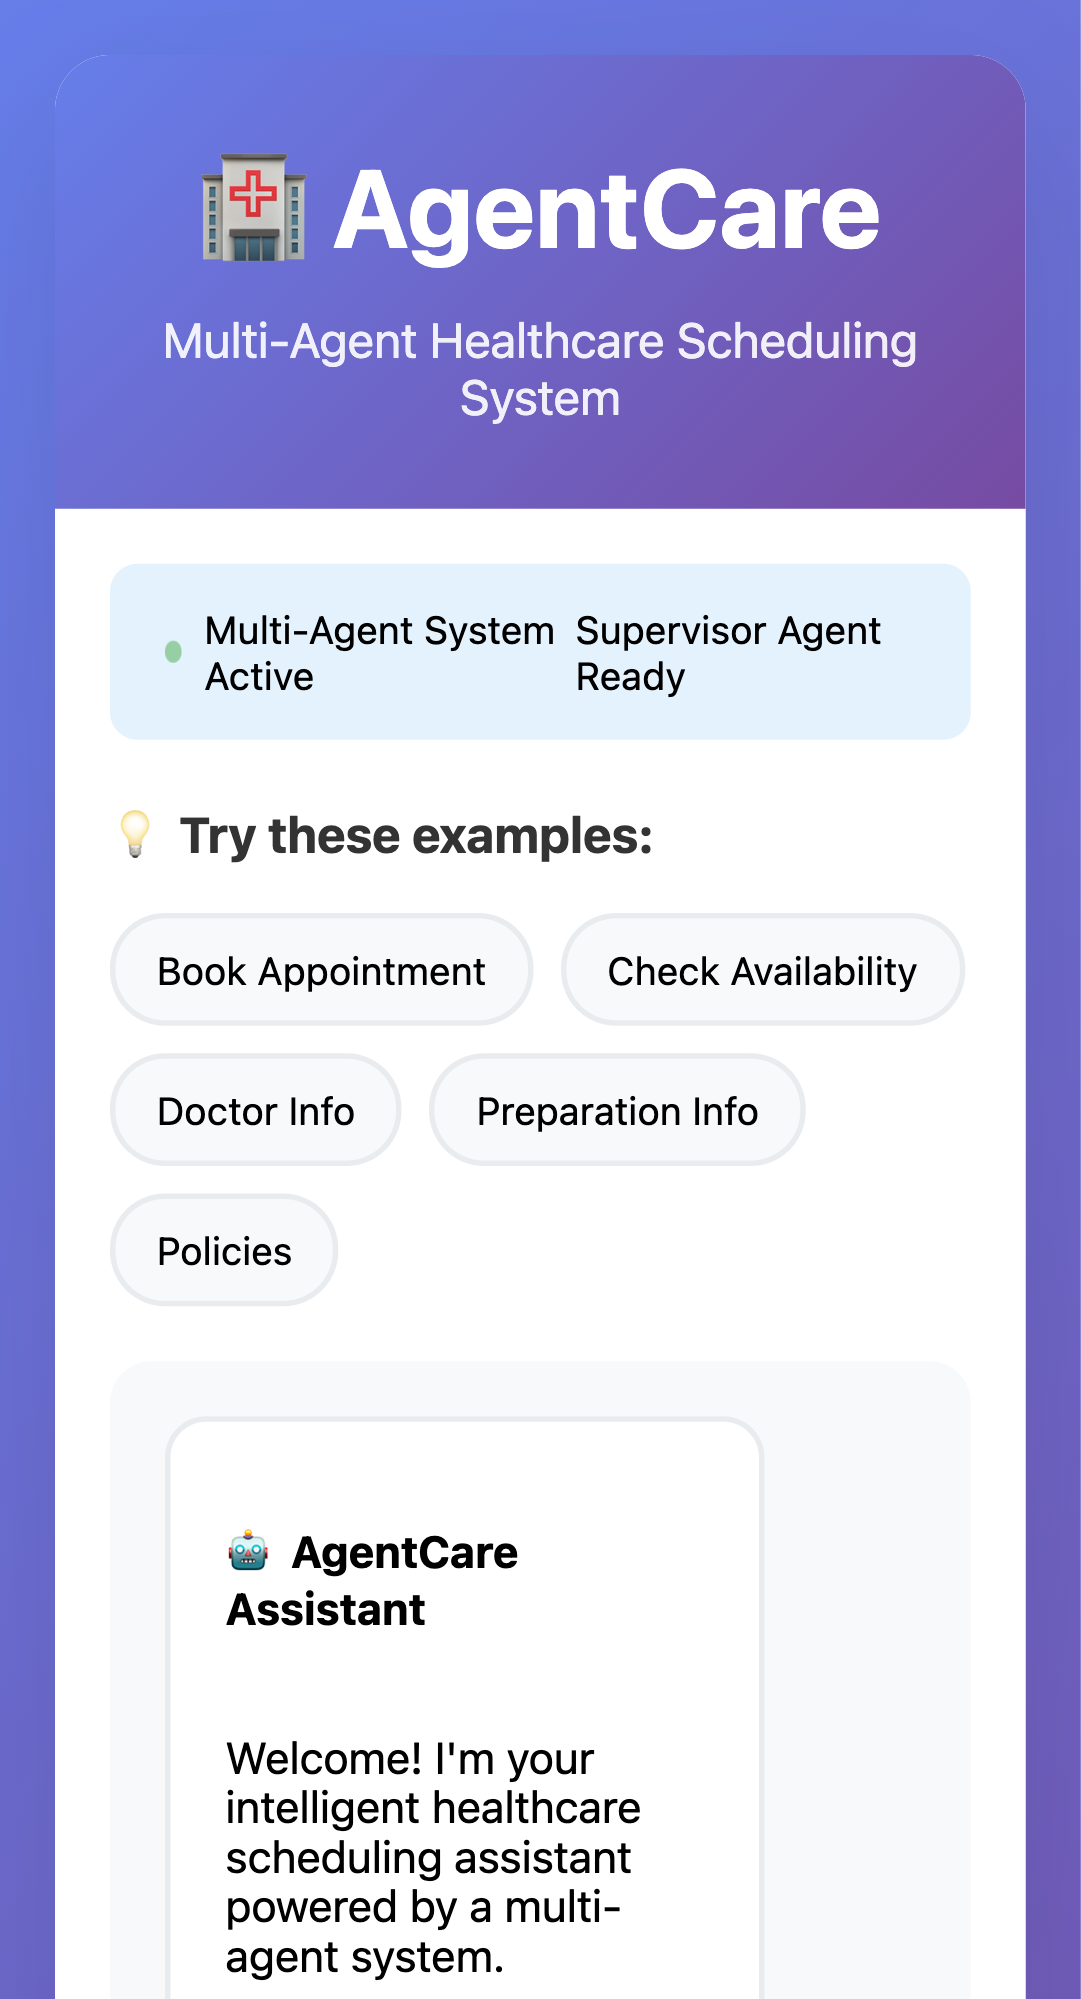 AgentCare
Multi-Agent Healthcare Scheduling
System
Multi-Agent System
Active
Supervisor Agent
Ready
Try these examples:
Book Appointment
Check Availability
Doctor Info
Preparation Info
Policies
AgentCare
Assistant
Welcome! I'm your
intelligent healthcare
scheduling assistant
powered by a multi-
agent system.